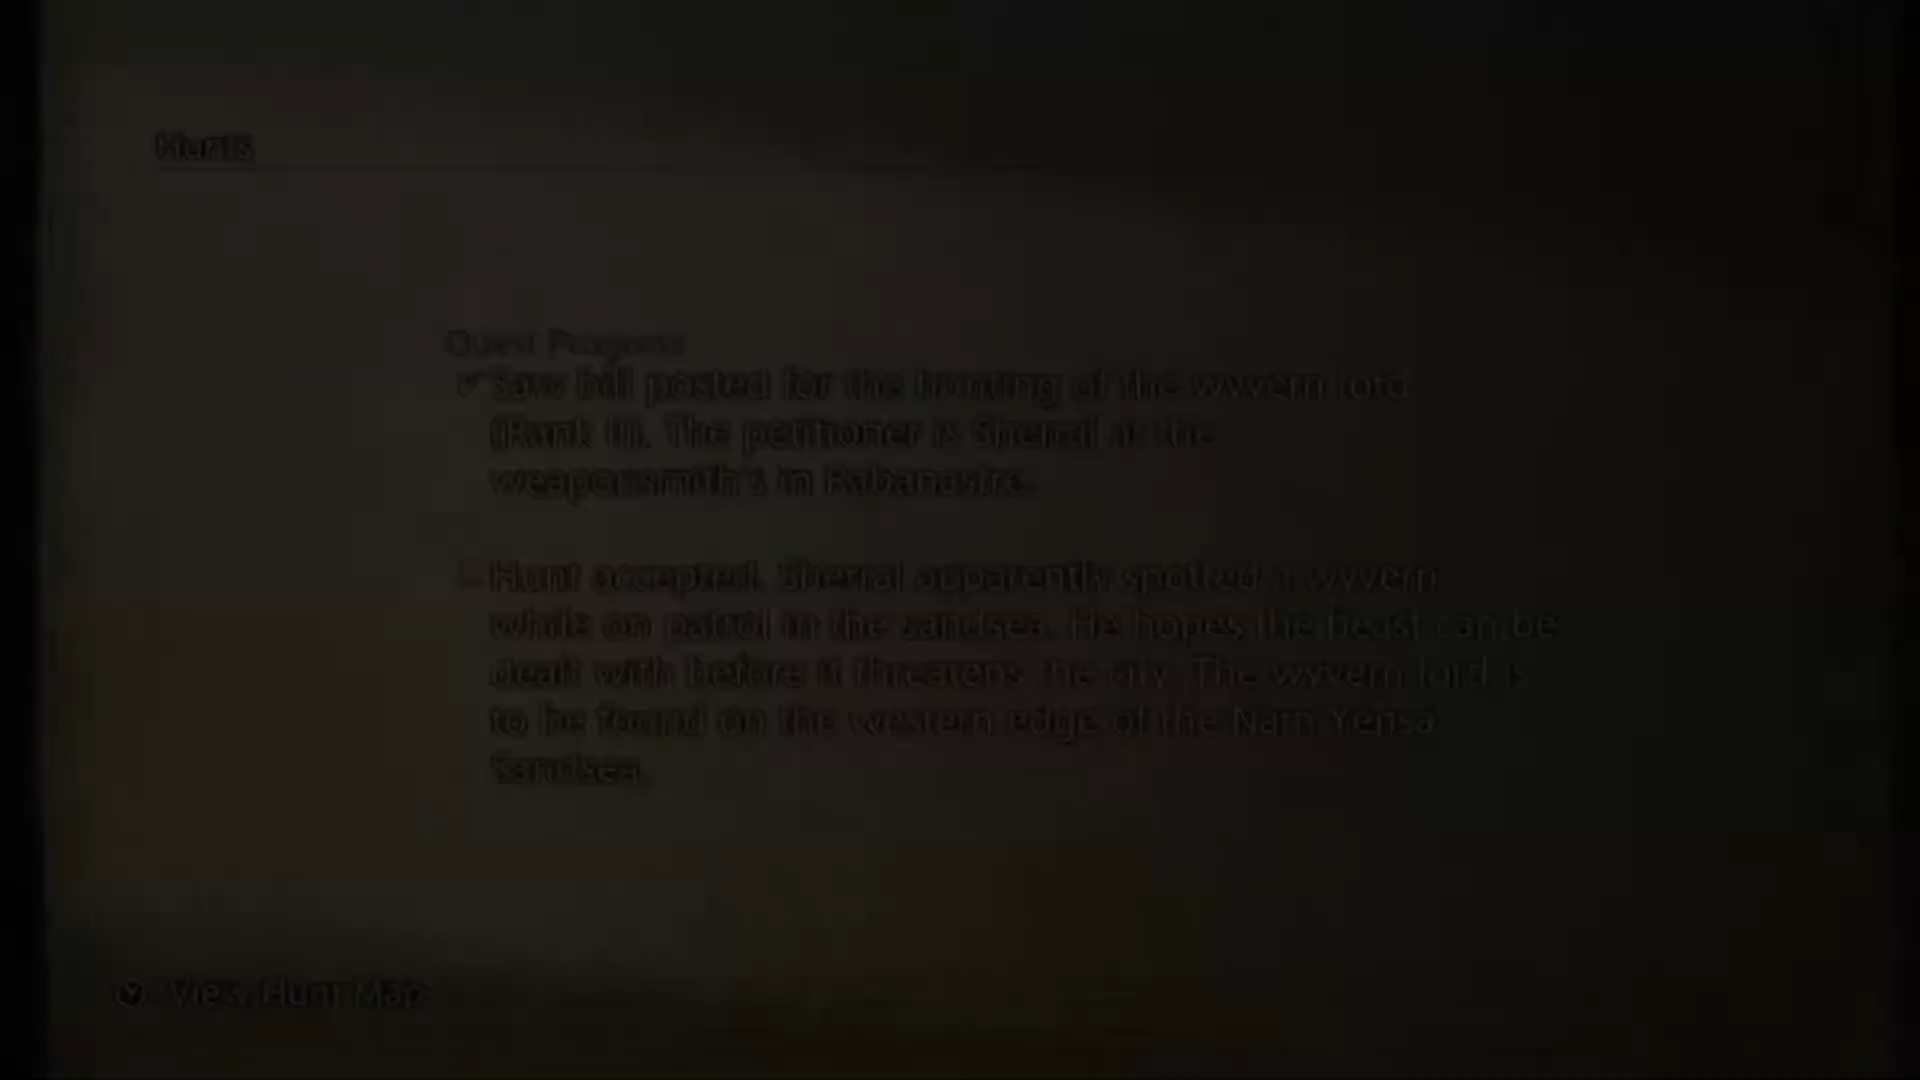 Hunts
Quest Progress
Saw bill posted for the hunting of the wyvern lord
(Rank II). The petitioner is Sherral at the
weaponsmith's in Rabanastre.
Hunt accepted. Sherral apparently spotted a wyvern
while on patrol in the sandsea. He hopes the beast can be
dealt with before it threatens the city. The wyvern lord is
to be found on the western edge of the Nam-Yensa
Sandsea.
View Hunt Map